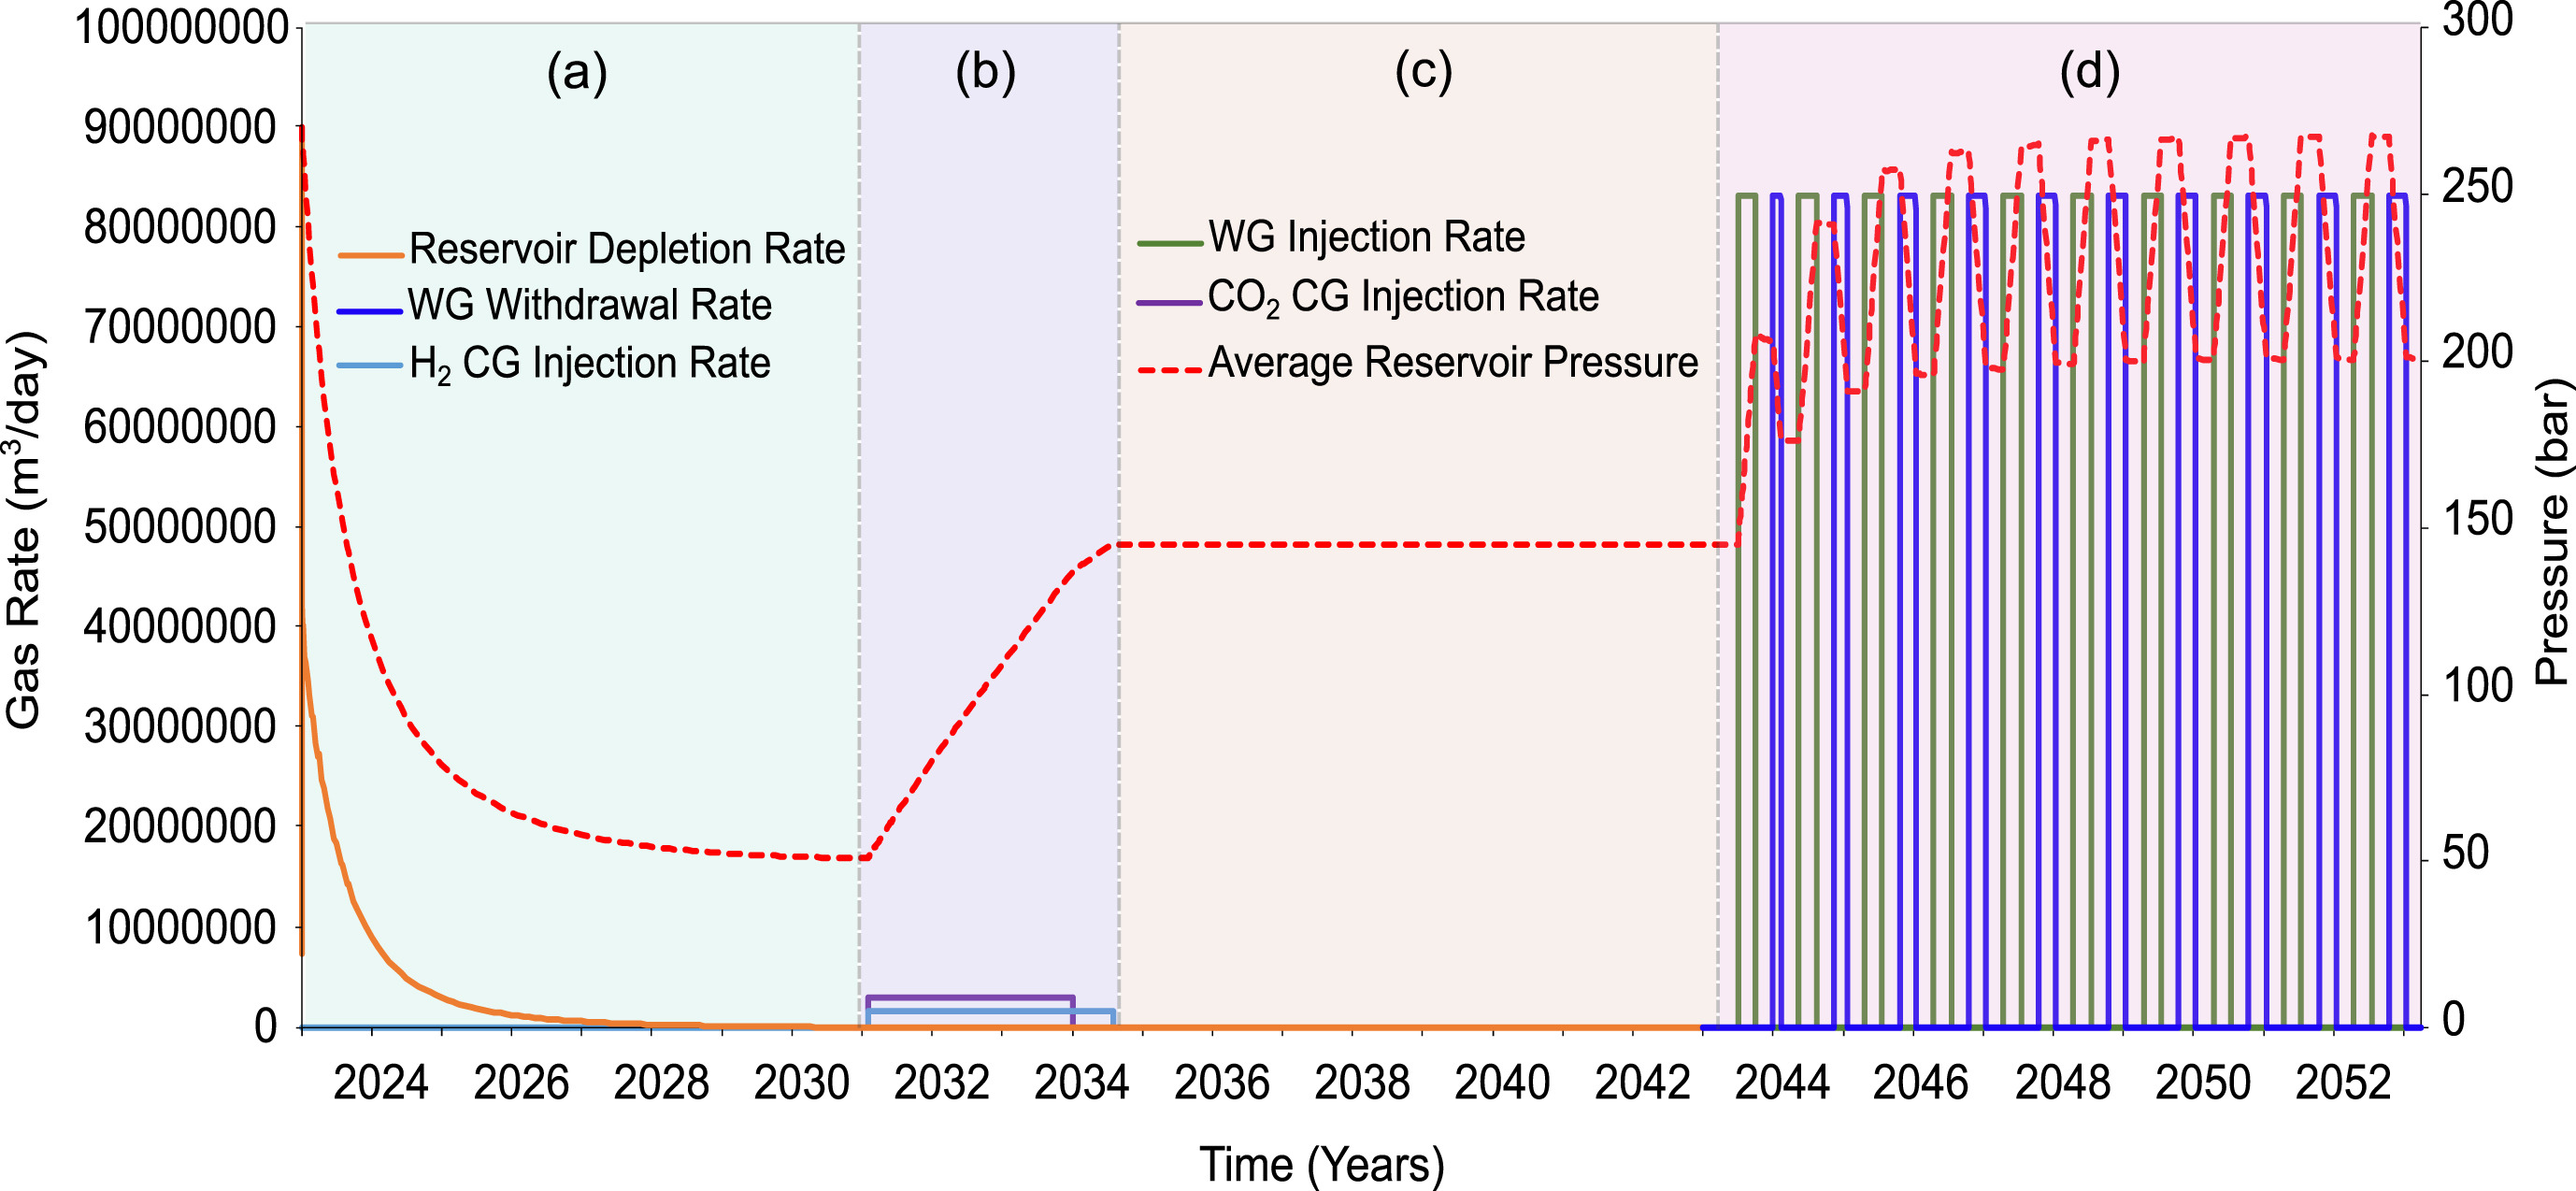 (a)
(b)
(c)
(d)
Gas Rate (m³/day)
100000000
90000000
80000000
70000000
60000000
50000000
40000000
30000000
20000000
10000000
0
Reservoir Depletion Rate
WG Withdrawal Rate
H₂ CG Injection Rate
WG Injection Rate
CO₂ CG Injection Rate
Average Reservoir Pressure
300
250
200
150
100
50
0
Pressure (bar)
2024 2026 2028 2030 2032 2034 2036 2038 2040 2042 2044 2046 2048 2050 2052
Time (Years)